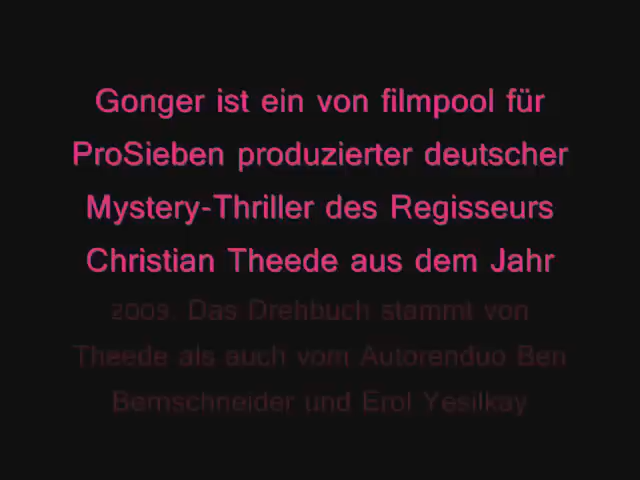 Gonger ist ein von filmpool für
ProSieben produzierter deutscher
Mystery-Thriller des Regisseurs
Christian Theede aus dem Jahr
2009. Das Drehbuch stammt von
Theede als auch vom Autorenduo Ben
Bernschneider und Erol Yesilkay